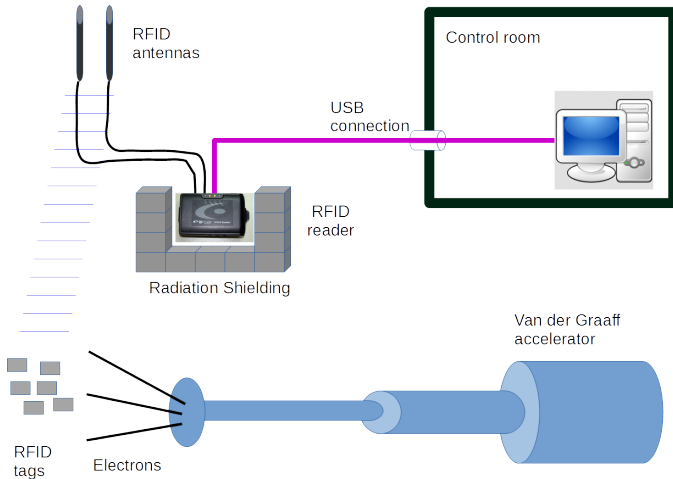 RFID
antennas
Control room
USB
connection
RFID
reader
Radiation Shielding
Van der Graaff
accelerator
RFID
tags
Electrons